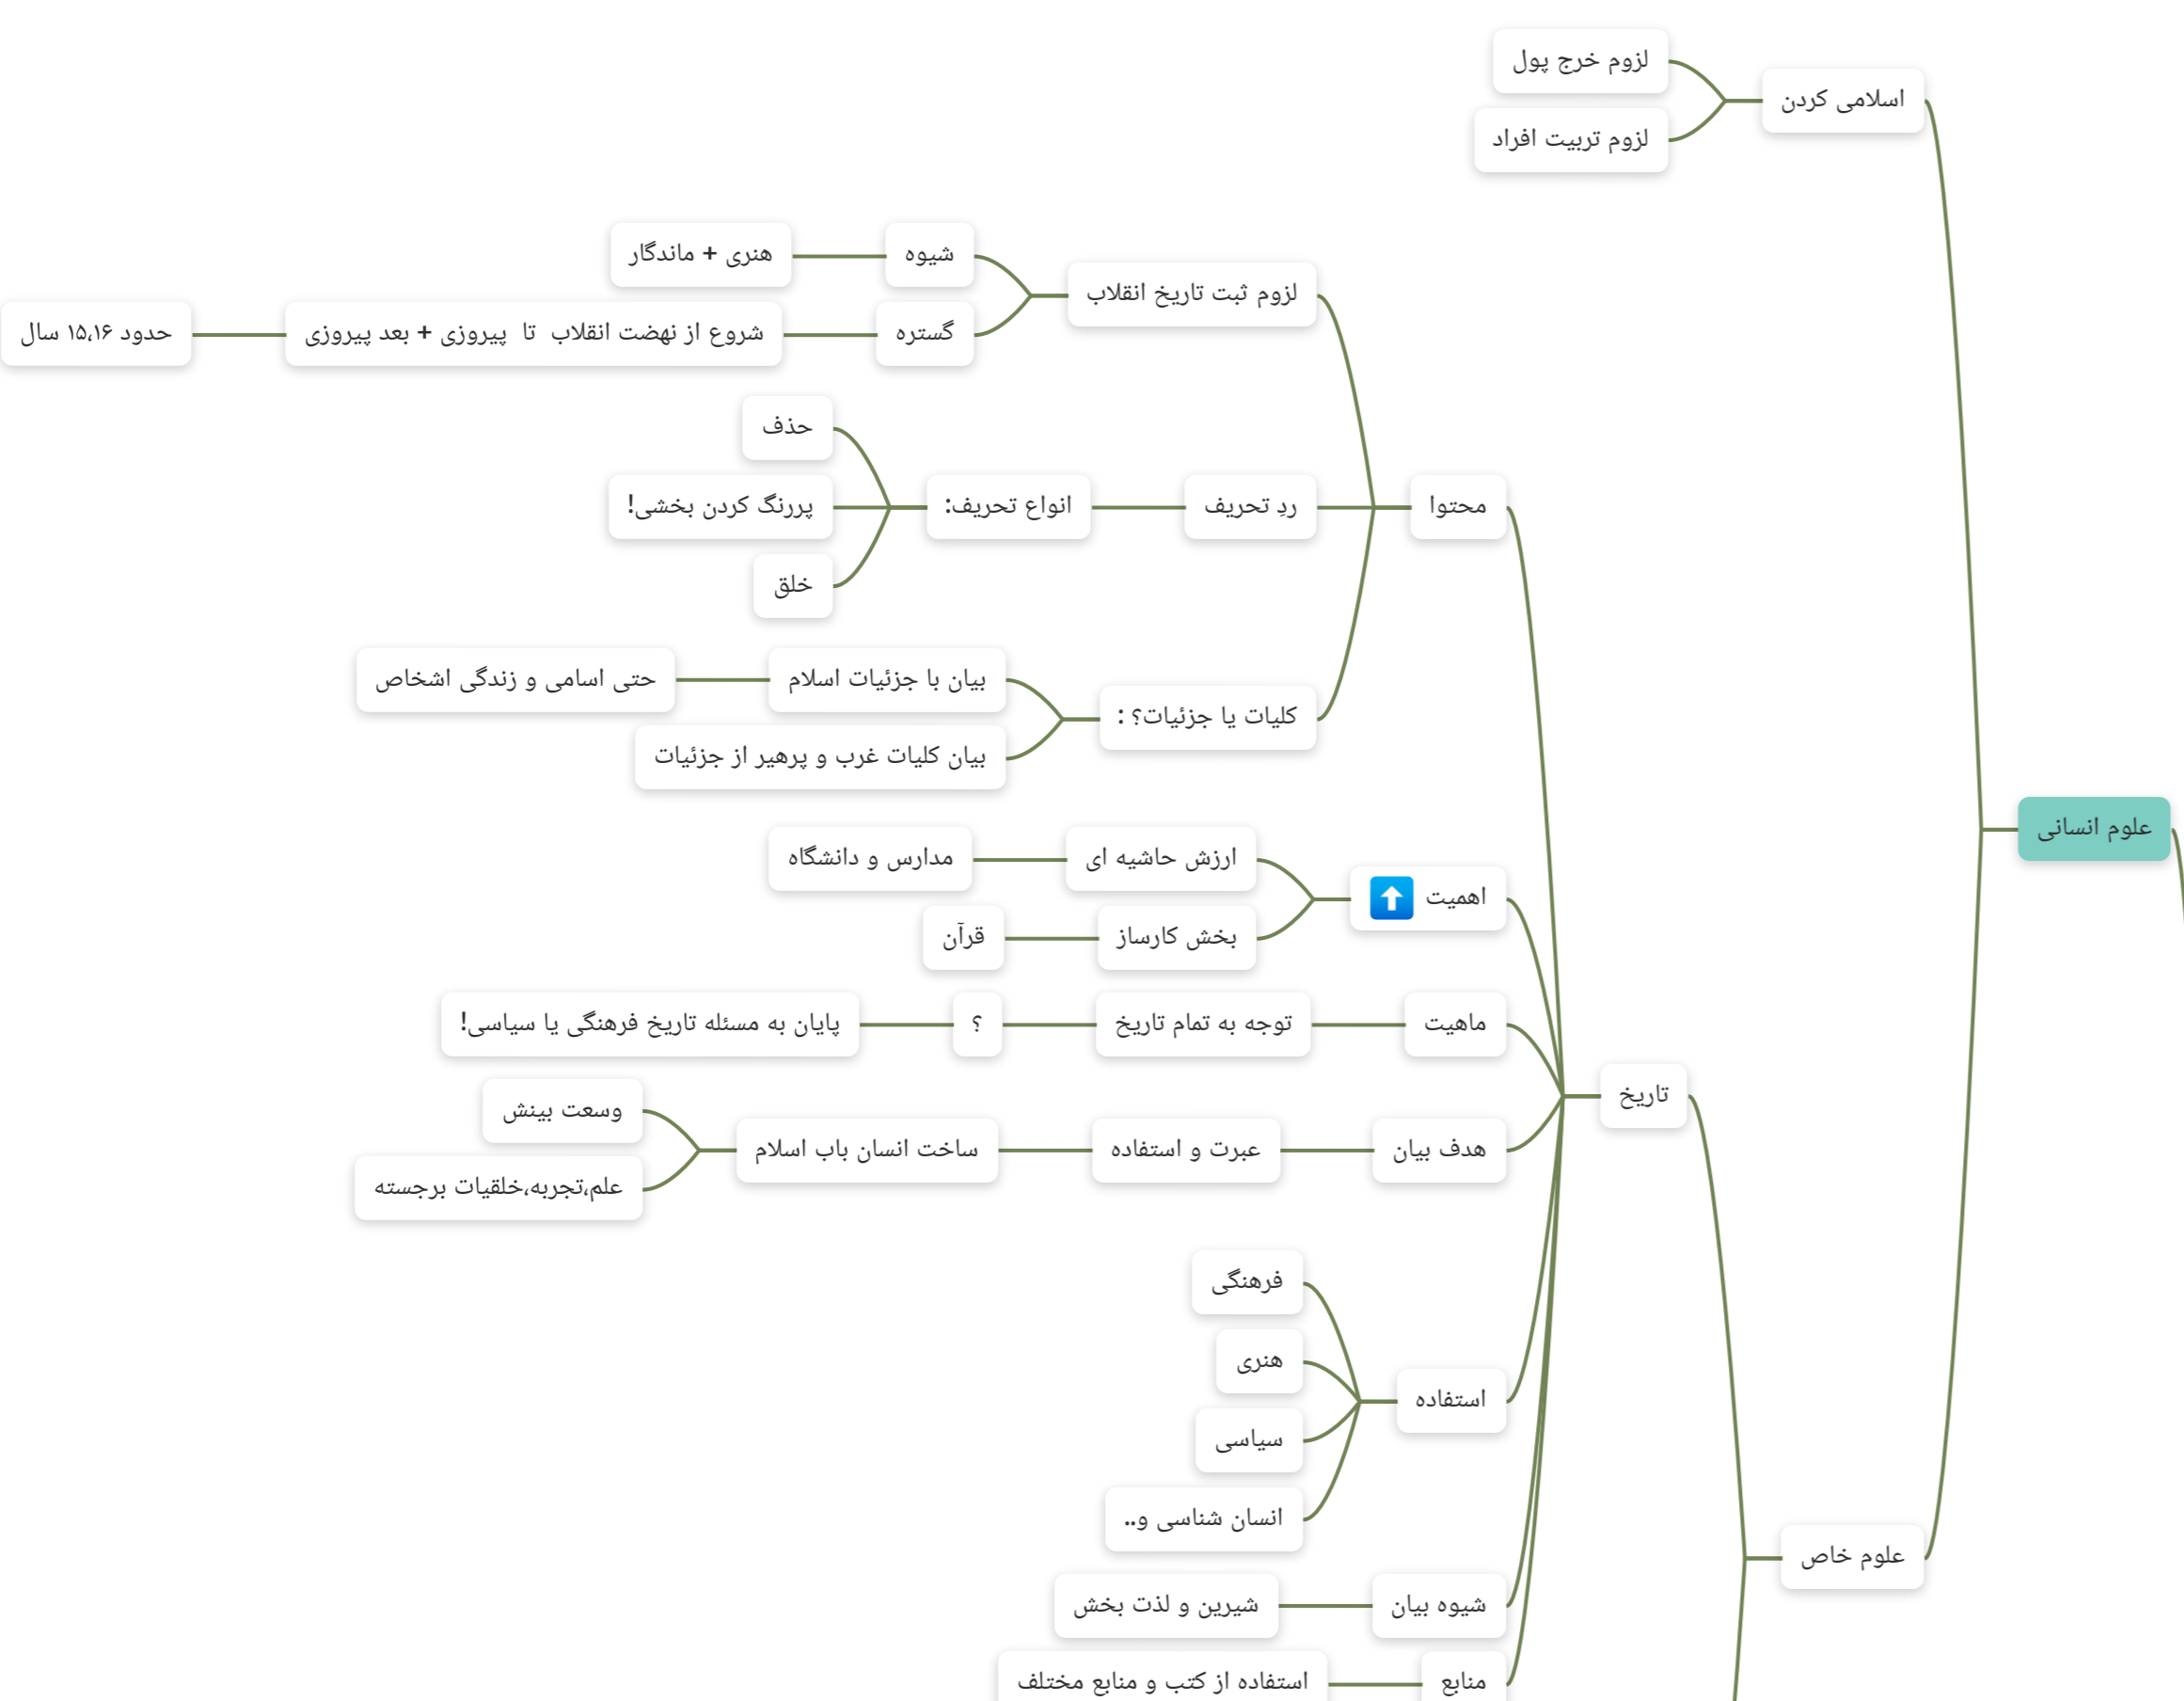 علوم انسانی
اسلامی کردن
لزوم خرج پول
لزوم تربیت افراد
علوم خاص
تاریخ
محتوا
لزوم ثبت تاریخ انقلاب
شیوه
هنری + ماندگار
گستره
شروع از نهضت انقلاب تا پیروزی + بعد پیروزی
حدود ۱۵،۱۶ سال
ردِ تحریف
انواع تحریف:
حذف
پررنگ کردن بخشی!
خلق
کلیات یا جزئیات؟ :
بیان با جزئیات اسلام
حتی اسامی و زندگی اشخاص
بیان کلیات غرب و پرهیر از جزئیات
اهمیت ⬆️
ارزش حاشیه ای
مدارس و دانشگاه
بخش کارساز
قرآن
ماهیت
توجه به تمام تاریخ
؟
پایان به مسئله تاریخ فرهنگی یا سیاسی!
هدف بیان
عبرت و استفاده
ساخت انسان باب اسلام
وسعت بینش
علم،تجربه،خلقیات برجسته
استفاده
فرهنگی
هنری
سیاسی
انسان شناسی و..
شیوه بیان
شیرین و لذت بخش
منابع
استفاده از کتب و منابع مختلف